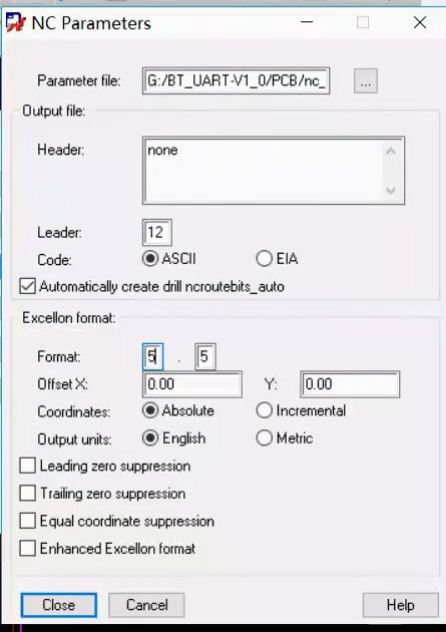 NC Parameters
Parameter file: G:/BT_UART-V1_0/PCB/nc_ ...
Output file:
Header: none
Leader: 12
Code: ASCII EIA
Automatically create drill ncroutebits_auto
Excellon format:
Format: 5 . 5
Offset X: 0.00 Y: 0.00
Coordinates: Absolute Incremental
Output units: English Metric
Leading zero suppression
Trailing zero suppression
Equal coordinate suppression
Enhanced Excellon format
Close Cancel Help